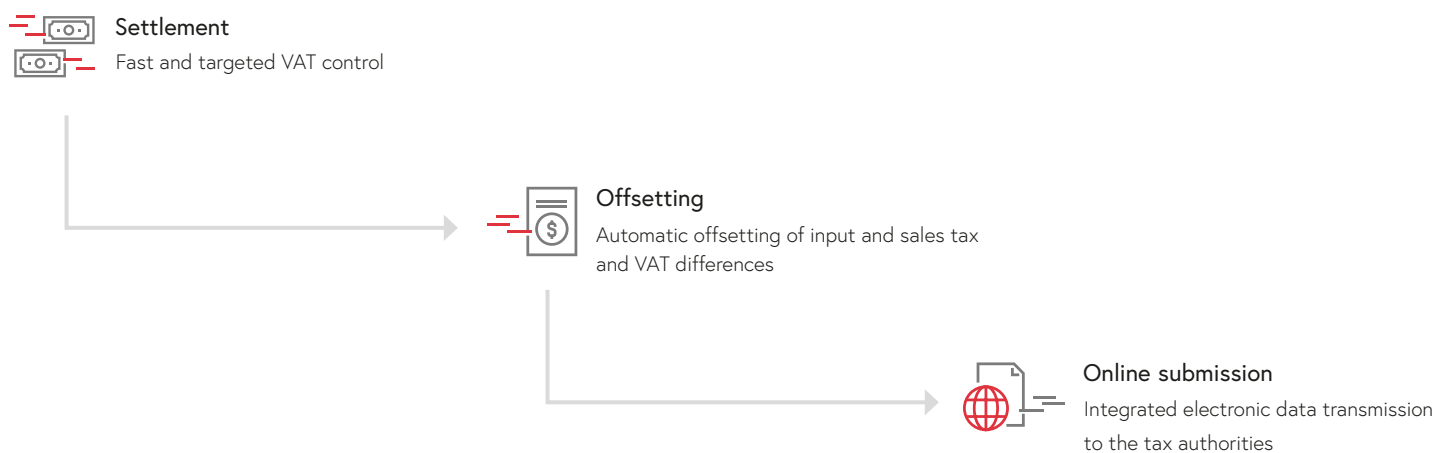 Settlement
Fast and targeted VAT control
Offsetting
$
Automatic offsetting of input and sales tax
and VAT differences
Online submission
Integrated electronic data transmission
to the tax authorities